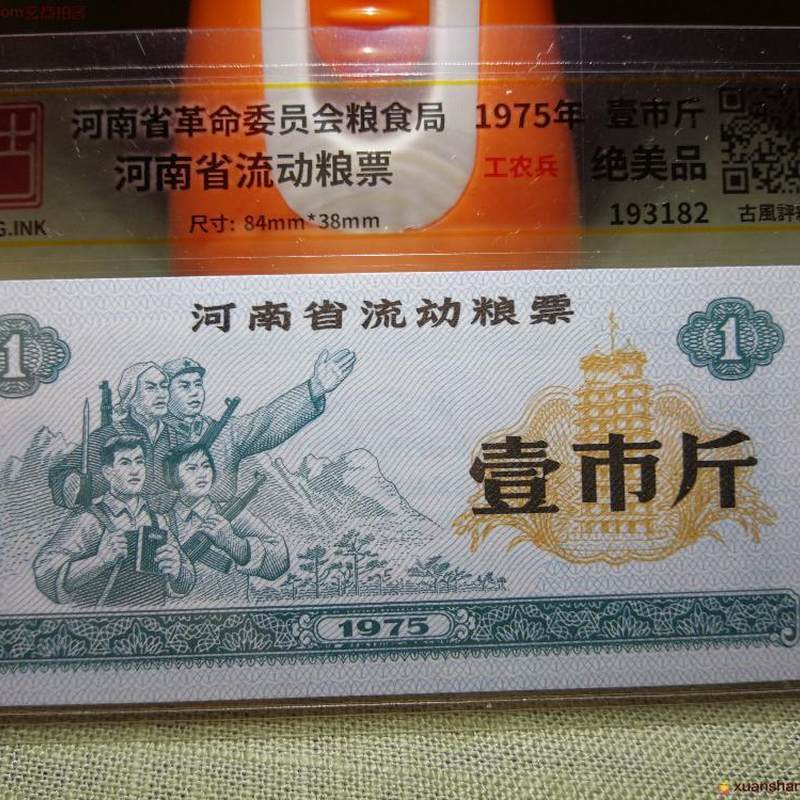 河南省革命委员会粮食局 1975年 壹市斤
河南省流动粮票 工农兵 绝美品
G.INK 尺寸: 84mm*38mm 193182 古風評
河南省流动粮票
1 1
壹市斤
1975
xuanshan